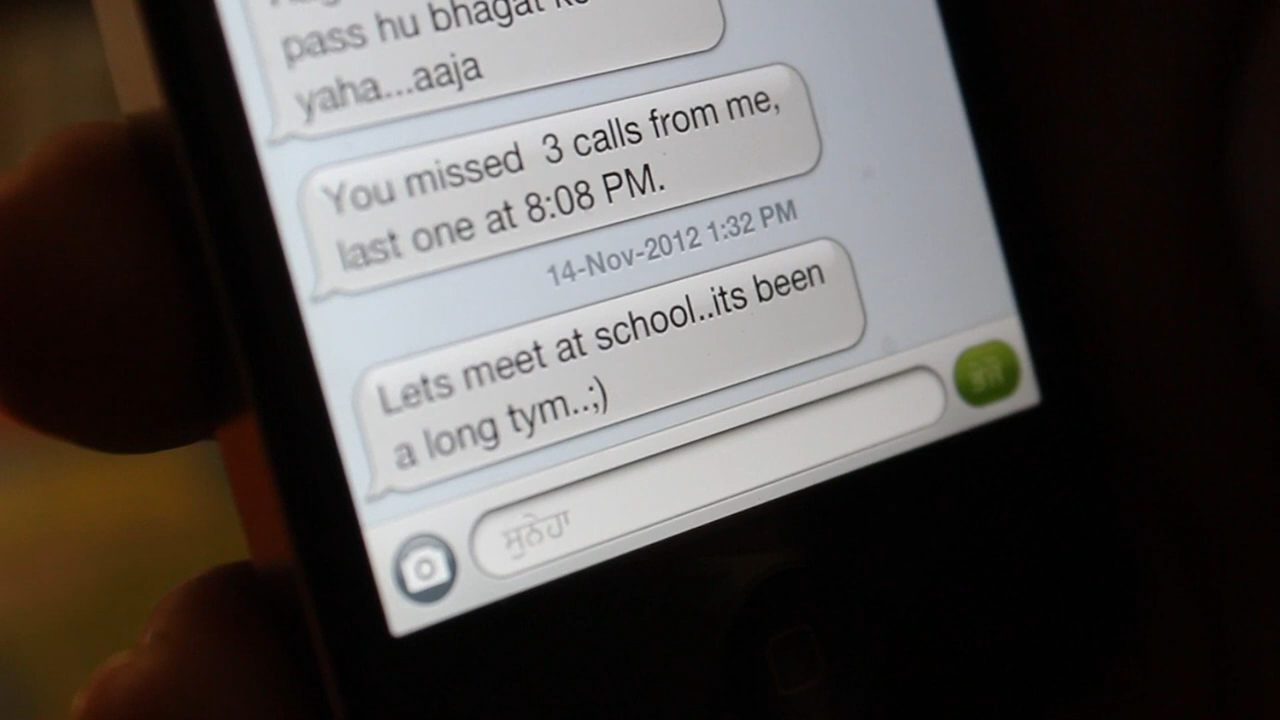 pass hu bhagat ke
yaha...aaja
You missed 3 calls from me,
last one at 8:08 PM.
14-Nov-2012 1:32 PM
Lets meet at school..its been
a long tym..;)
ਸੁਨੇਹਾ